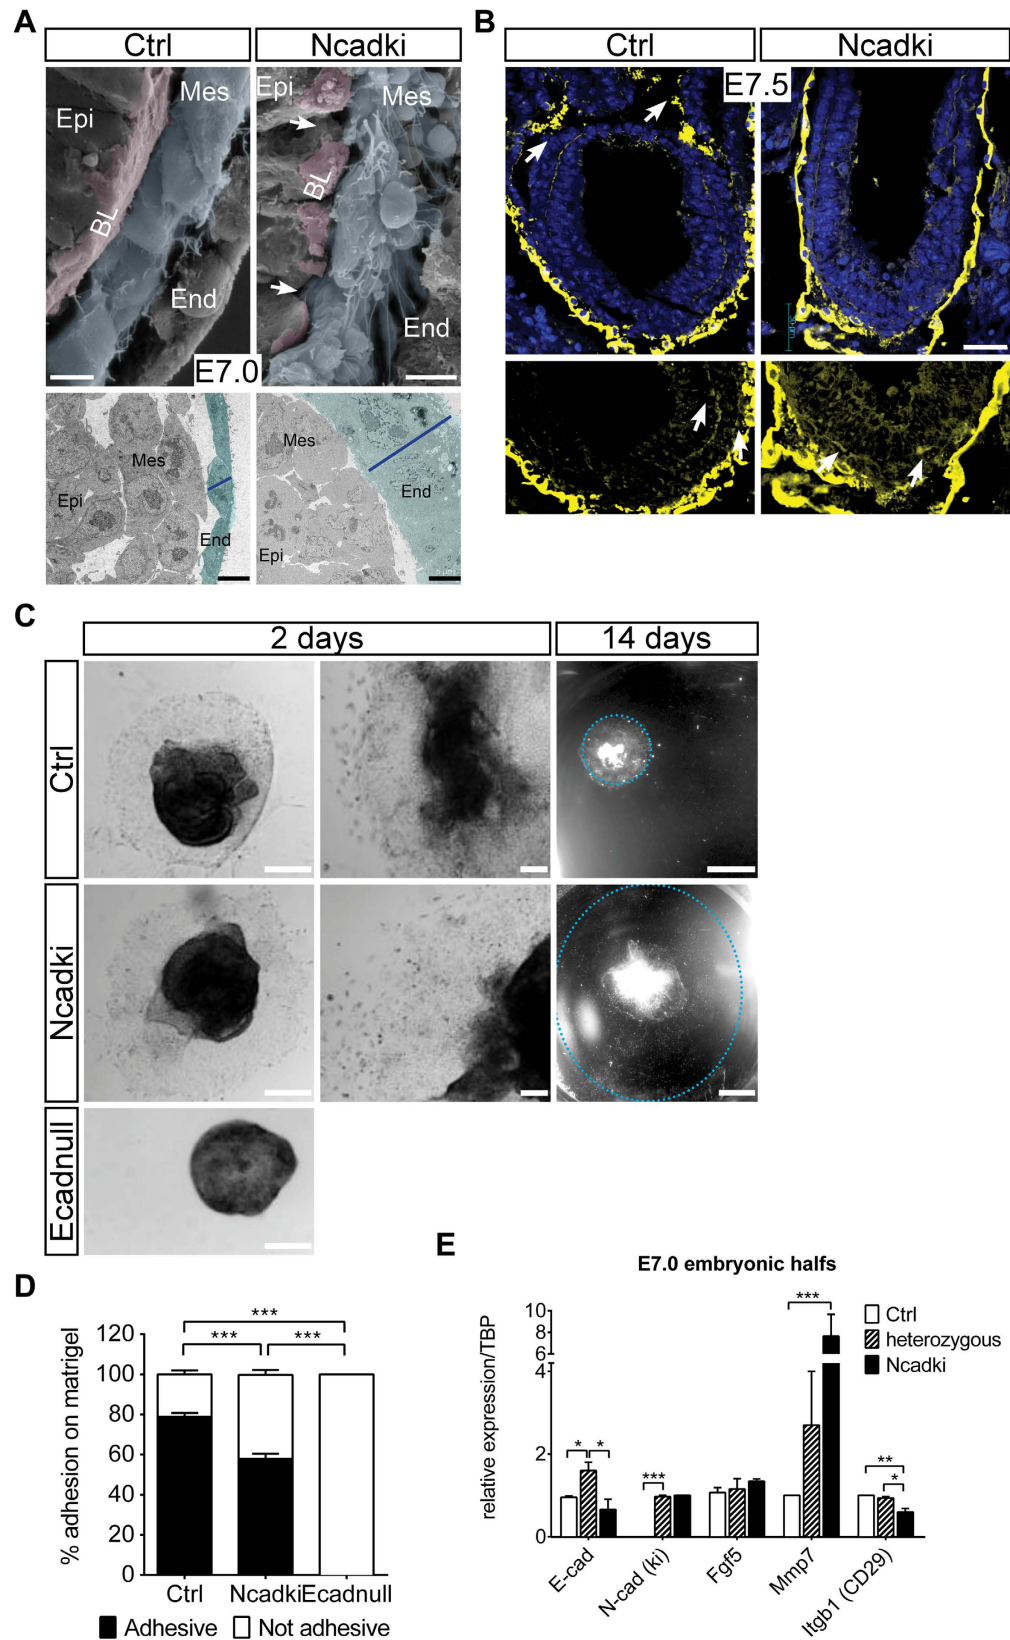 A
Ctrl
Ncadki
Epi
Mes
BL
End
Epi
Mes
BL
End
E7.0
Epi
Mes
End
Mes
End
Epi
5 µm
B
Ctrl
Ncadki
E7.5
C
2 days
14 days
Ctrl
Ncadki
Ecadnull
D
% adhesion on matrigel
120
100
80
60
40
20
0
***
***
***
Ctrl
Ncadki
Ecadnull
Adhesive
Not adhesive
E
E7.0 embryonic halfs
relative expression/TBP
10
8
6
4
2
0
*
*
***
***
**
*
Ctrl
heterozygous
Ncadki
E-cad
N-cad (ki)
Fgf5
Mmp7
Itgb1 (CD29)